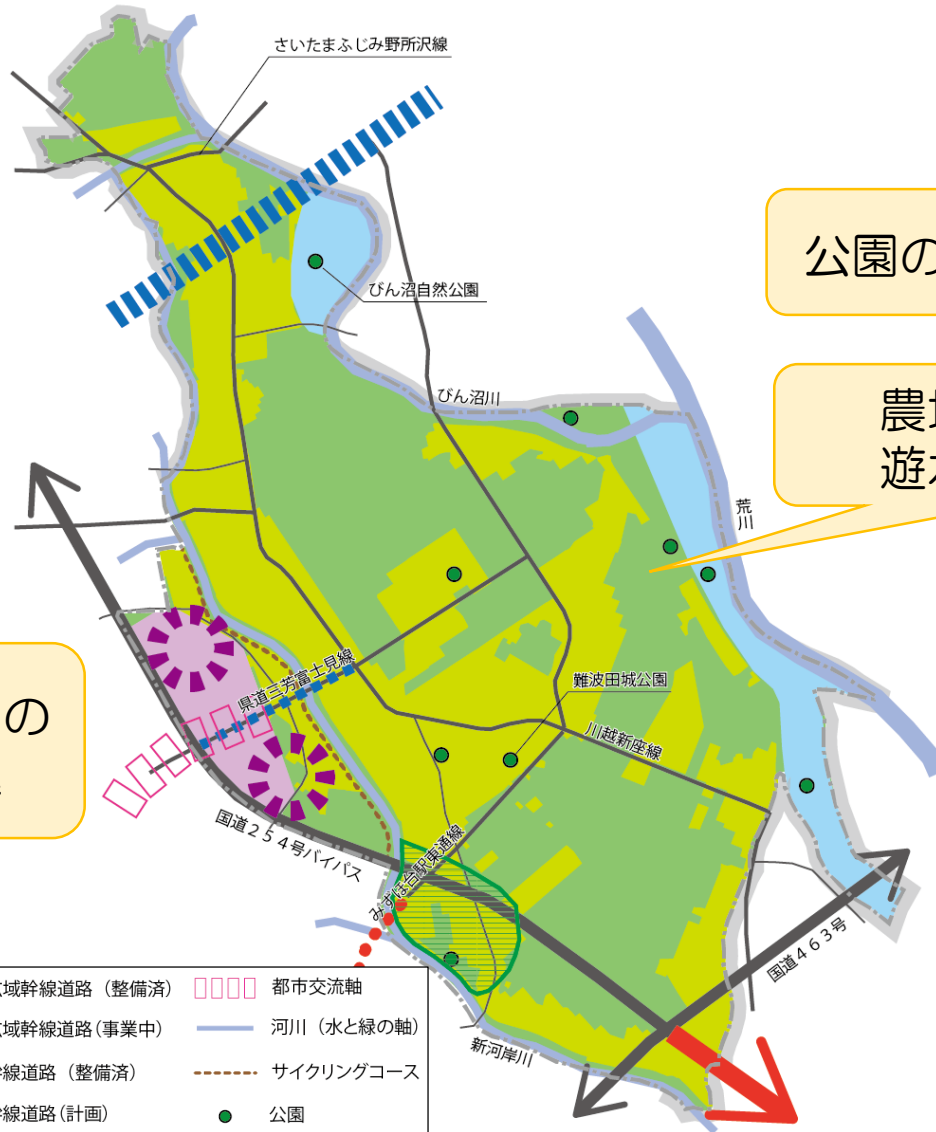 さいたまふじみ野所沢線
びん沼自然公園
公園の
びん沼川
荒川
県道三芳富士見線
難波田城公園
川越新座線
の
国道254号バイパス
みずほ台駅東通線
国道463号
新河岸川
域幹線道路(整備済)
都市交流軸
域幹線道路(事業中)
河川(水と緑の軸)
線道路(整備済)
サイクリングコース
線道路(計画)
公園